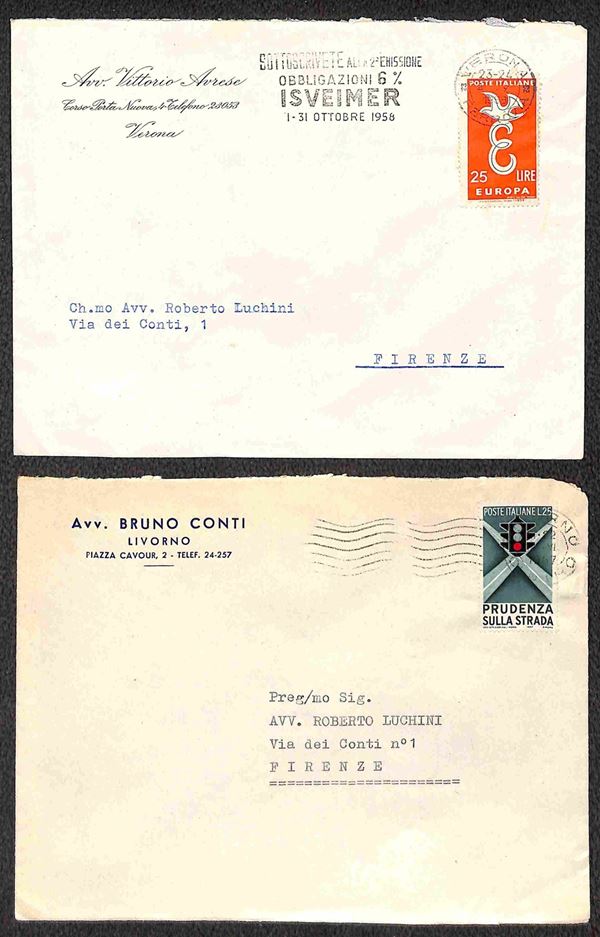 Avv. Vittorio Avrese
Corso Porta Nuova, 4-Telefono 23053
Verona
SOTTOSCRIVETE ALLA 2ª EMISSIONE
OBBLIGAZIONI 6 %
ISVEIMER
1-31 OTTOBRE 1958
VERONA
23-24
POSTE ITALIANE
25 LIRE
EUROPA
Ch.mo Avv. Roberto Luchini
Via dei Conti, 1
FIRENZE
Avv. BRUNO CONTI
LIVORNO
PIAZZA CAVOUR, 2 - TELEF. 24-257
POSTE ITALIANE L.25
PRUDENZA
SULLA STRADA
Preg/mo Sig.
AVV. ROBERTO LUCHINI
Via dei Conti n°1
FIRENZE